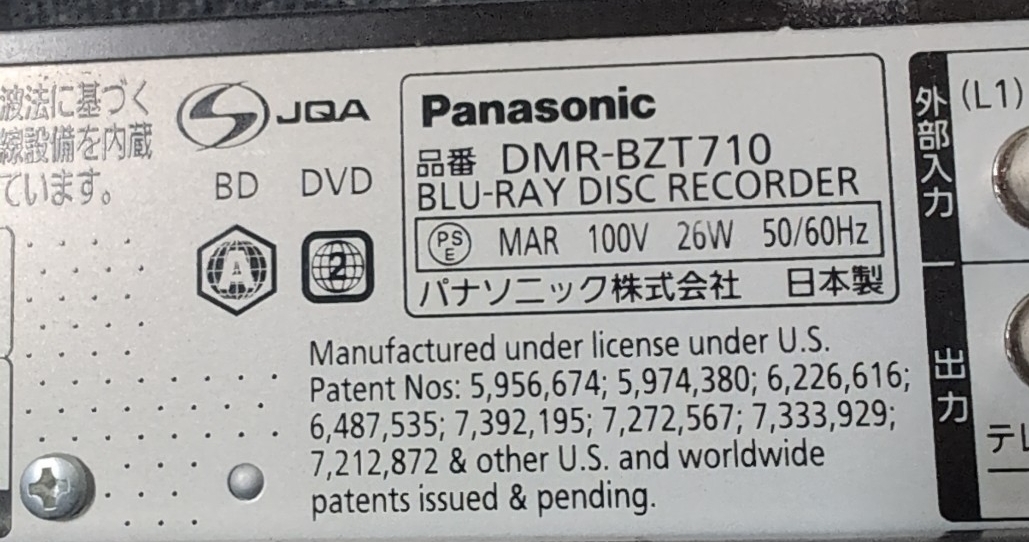 波法に基づく
線設備を内蔵
ています。
JQA
BD DVD
A 2
Panasonic
品番 DMR-BZT710
BLU-RAY DISC RECORDER
PSE MAR 100V 26W 50/60Hz
パナソニック株式会社 日本製
Manufactured under license under U.S.
Patent Nos: 5,956,674; 5,974,380; 6,226,616;
6,487,535; 7,392,195; 7,272,567; 7,333,929;
7,212,872 & other U.S. and worldwide
patents issued & pending.
外部入力
(L1)
出力
テレ